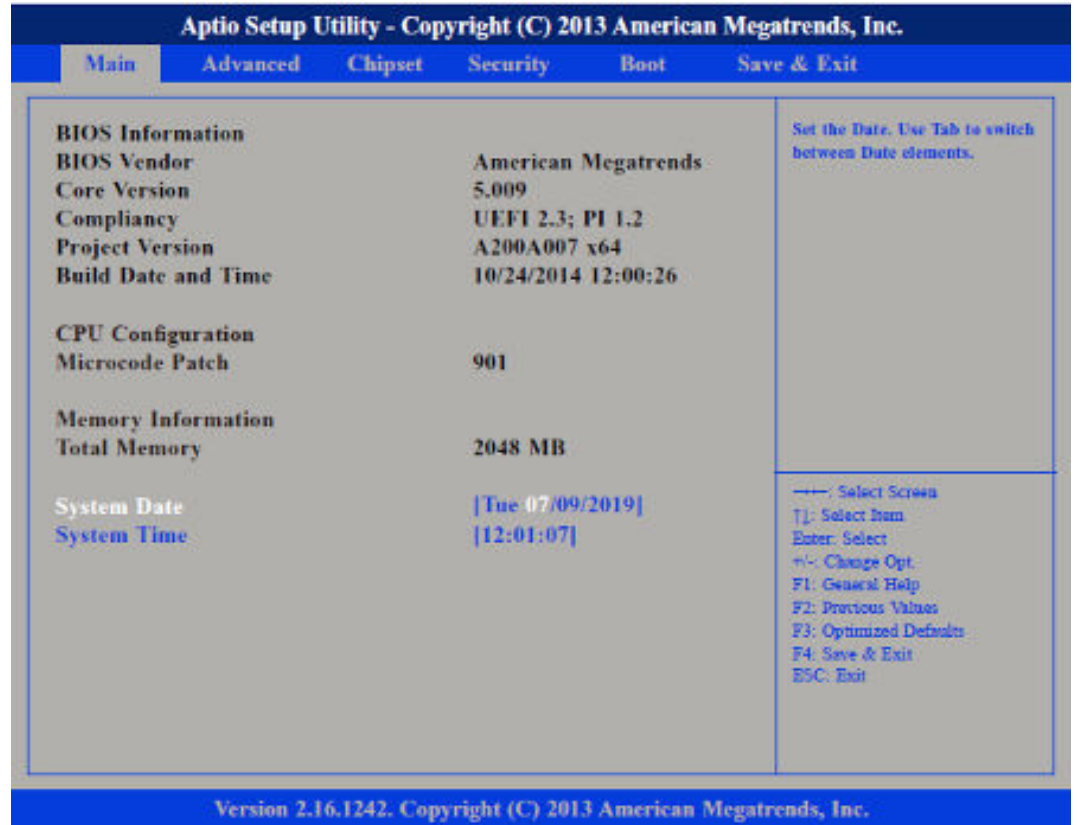 Aptio Setup Utility - Copyright (C) 2013 American Megatrends, Inc.
Main Advanced Chipset Security Boot Save & Exit
BIOS Information
BIOS Vendor American Megatrends
Core Version 5.009
Compliancy UEFI 2.3; PI 1.2
Project Version A200A007 x64
Build Date and Time 10/24/2014 12:00:26
CPU Configuration
Microcode Patch 901
Memory Information
Total Memory 2048 MB
System Date [Tue 07/09/2019]
System Time [12:01:07]
Set the Date. Use Tab to switch
between Date elements.
→←: Select Screen
↑↓: Select Item
Enter: Select
+/-: Change Opt.
F1: General Help
F2: Previous Values
F3: Optimized Defaults
F4: Save & Exit
ESC: Exit
Version 2.16.1242. Copyright (C) 2013 American Megatrends, Inc.